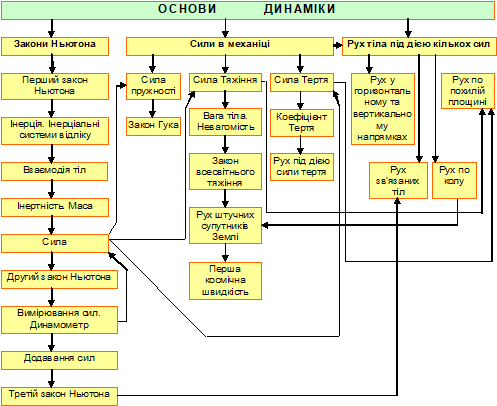 ОСНОВИ ДИНАМІКИ
Закони Ньютона
Сили в механіці
Рух тіла під дією кількох сил
Перший закон
Ньютона
Сила
пружності
Сила Тяжіння
Сила Тертя
Рух у
горизонталь
ному та
вертикально
му
напрямках
Рух по
похилій
площині
Інерція. Інерціальні
системи відліку
Закон Гука
Вага тіла.
Невагомість
Коефіцієнт
Тертя
Взаємодія тіл
Закон
всесвітнього
тяжіння
Рух під дією
сили тертя
Рух
зв'язаних
тіл
Рух по
колу
Інертність. Маса
Рух штучних
супутників
Землі
Сила
Другий закон Ньютона
Перша
космічна
швидкість
Вимірювання сил.
Динамометр
Додавання сил
Третій закон Ньютона